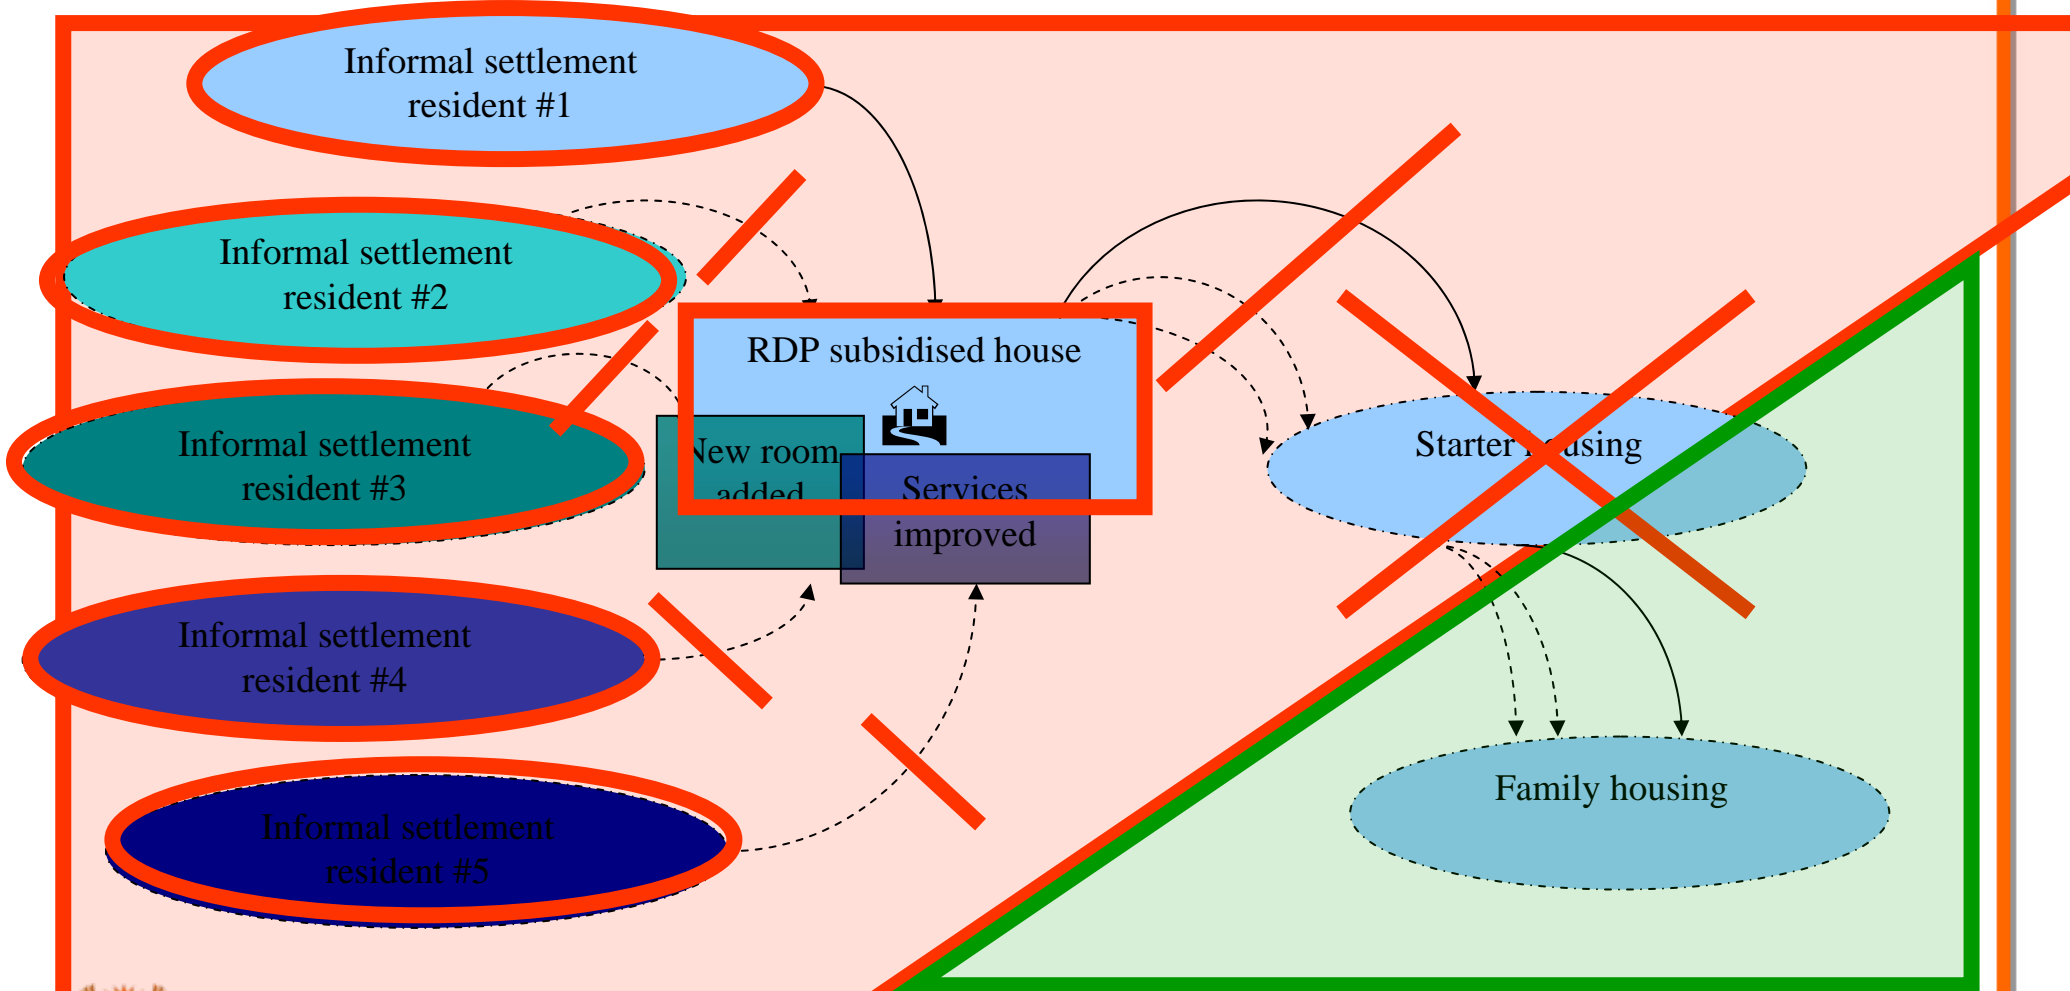 Informal settlement
resident #1
Informal settlement
resident #2
Informal settlement
resident #3
Informal settlement
resident #4
Informal settlement
resident #5
RDP subsidised house
New room
added
Services
improved
Starter housing
Family housing